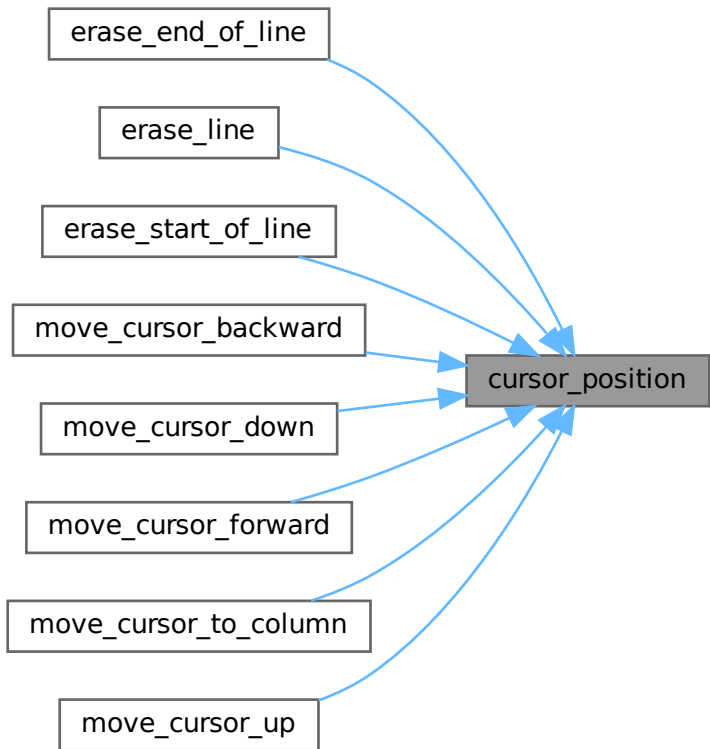 erase_end_of_line
erase_line
erase_start_of_line
move_cursor_backward
cursor_position
move_cursor_down
move_cursor_forward
move_cursor_to_column
move_cursor_up